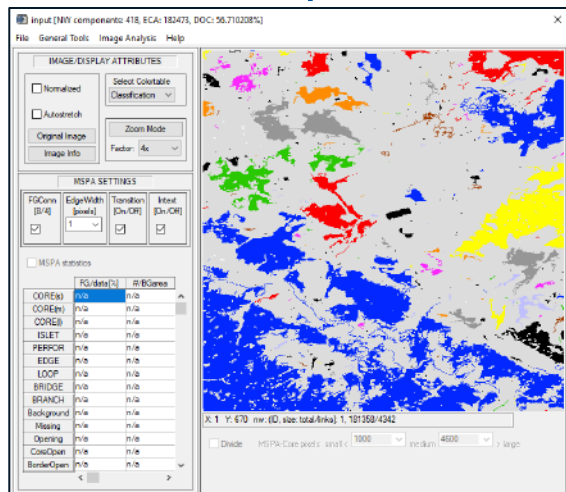 input [NW components: 418, ECA: 182473, DOC: 56.710208%]
File General Tools Image Analysis Help
IMAGE/DISPLAY ATTRIBUTES
Normalized
Select Colortable
Classification
Autostretch
Original Image
Zoom Mode
Image Info
Factor: 4x
MSPA SETTINGS
FGConn EdgeWidth Transition Intext
[8/4] [pixels] [On/Off] [On/Off]
1
MSPA statistics
FG/data[%] #/BGarea
CORE(s) n/a n/a
CORE(m) n/a n/a
CORE(l) n/a n/a
ISLET n/a n/a
PERFOR n/a n/a
EDGE n/a n/a
LOOP n/a n/a
BRIDGE n/a n/a
BRANCH n/a n/a
Background n/a n/a
Missing n/a n/a
Opening n/a n/a
CoreOpen n/a n/a
BorderOpen n/a n/a
X: 1 Y: 670 nw: (ID, size: total/links): 1, 181358/4342
Divide MSPA-Core pixels: small < 1000 medium 4600 > large